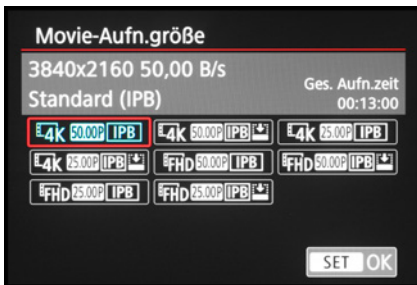 Movie-Aufn.größe
3840x2160 50,00 B/s
Standard (IPB)
Ges. Aufn.zeit
00:13:00
4K 50.00P IPB 4K 50.00P IPB 4K 25.00P IPB
4K 25.00P IPB FHD 50.00P IPB FHD 50.00P IPB
FHD 25.00P IPB FHD 25.00P IPB
SET OK